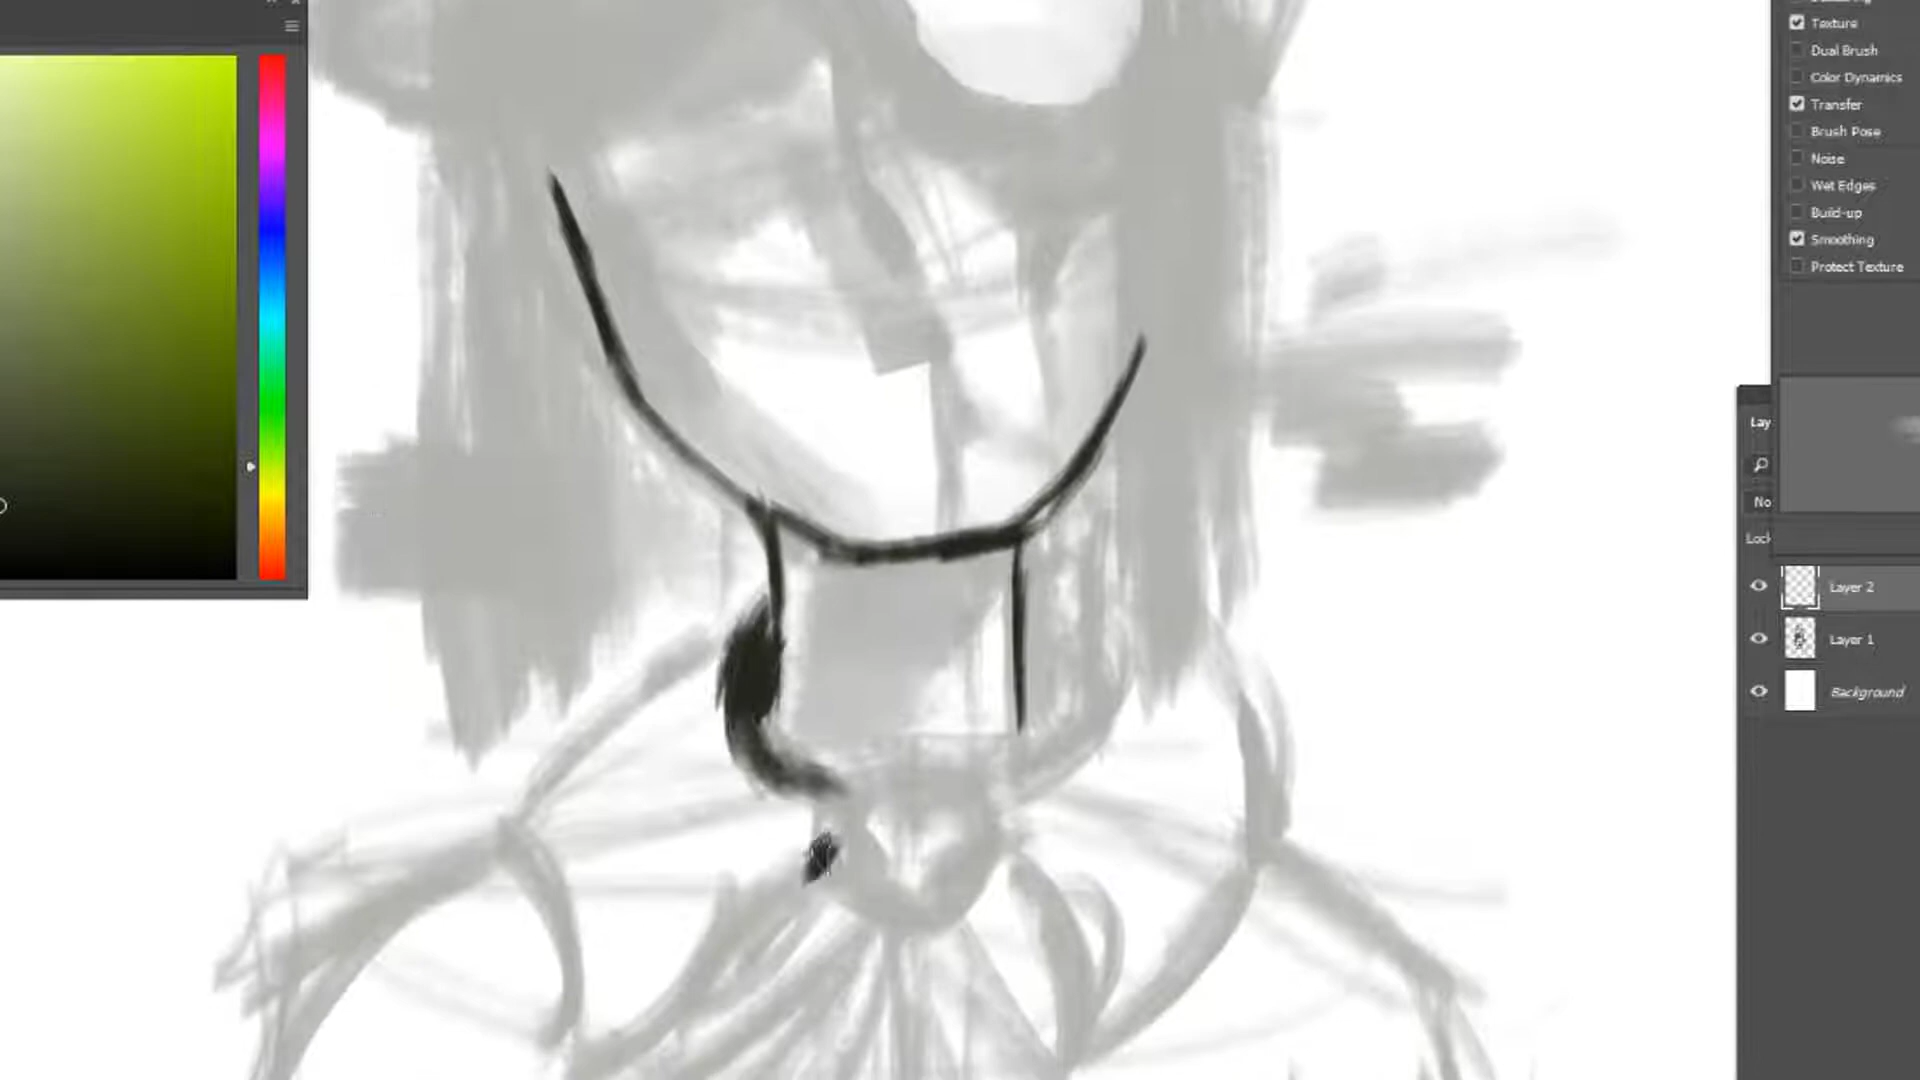 Texture
Dual Brush
Color Dynamics
Transfer
Brush Pose
Noise
Wet Edges
Build-up
Smoothing
Protect Texture
Lay
No
Lock
Layer 2
Layer 1
Background